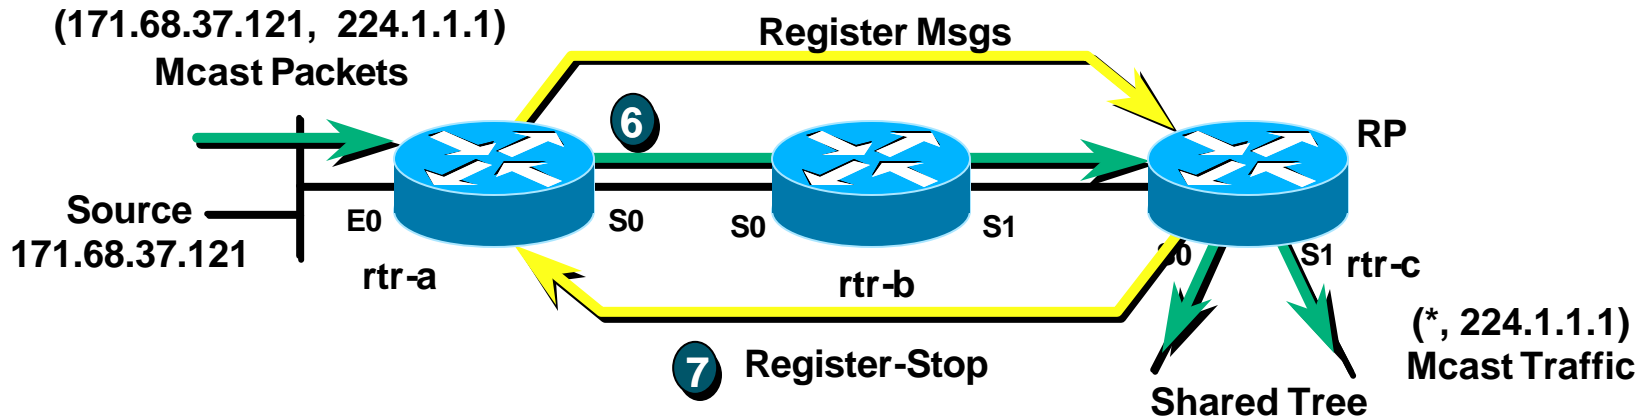 (171.68.37.121, 224.1.1.1)
Mcast Packets
Register Msgs
6
RP
Source
171.68.37.121
E0
S0
S0
S1
S0
S1
rtr-a
rtr-b
rtr-c
(*, 224.1.1.1)
Mcast Traffic
7
Register-Stop
Shared Tree